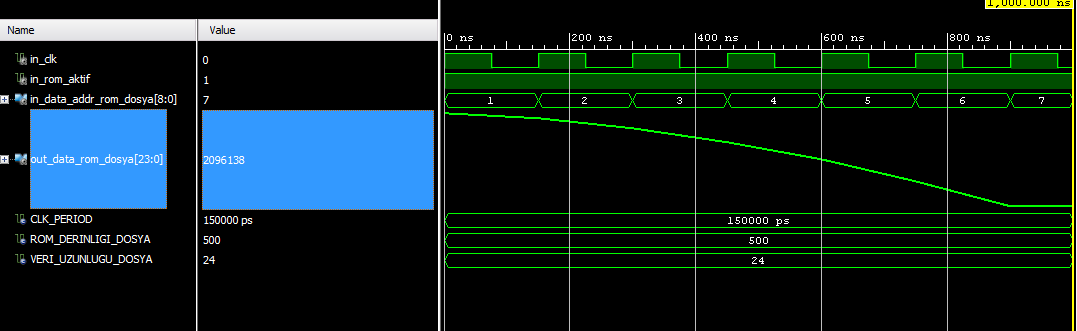 1,000.000 ns
Name Value
0 ns 200 ns 400 ns 600 ns 800 ns
in_clk 0
in_rom_aktif 1
in_data_addr_rom_dosya[8:0] 7 1 2 3 4 5 6 7
out_data_rom_dosya[23:0] 2096138
CLK_PERIOD 150000 ps 150000 ps
ROM_DERINLIGI_DOSYA 500 500
VERI_UZUNLUGU_DOSYA 24 24